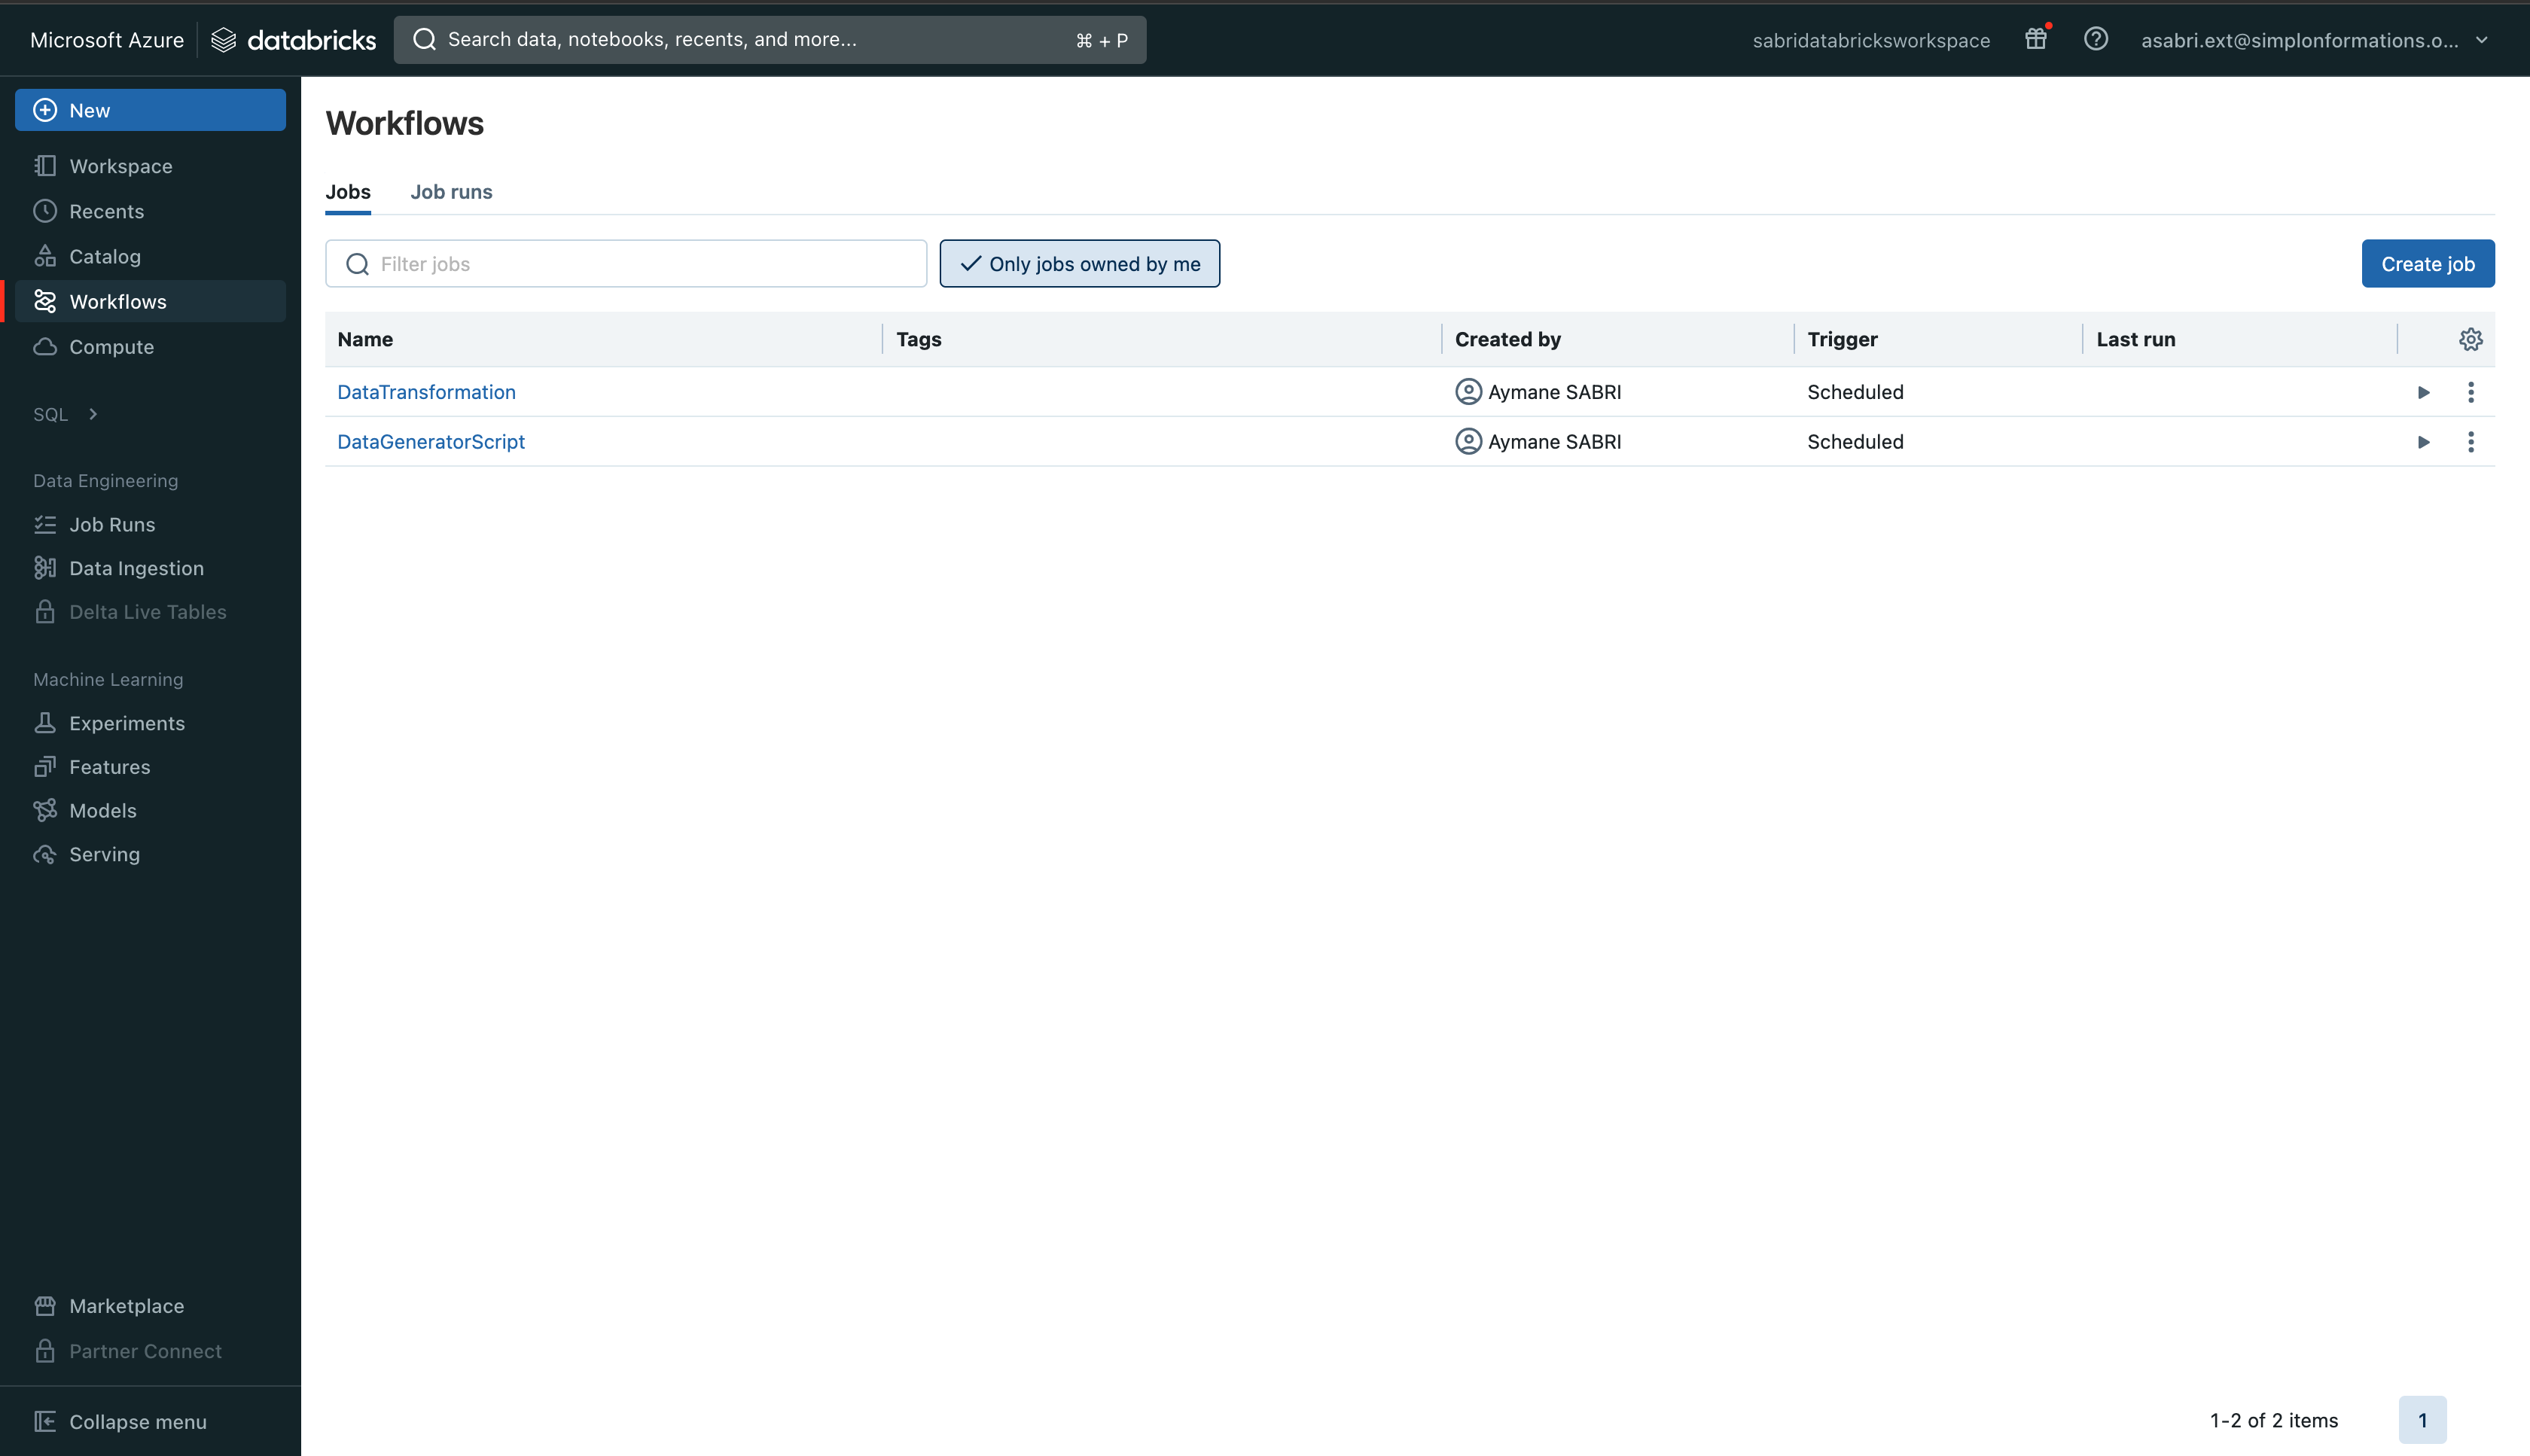 Microsoft Azure
databricks
Search data, notebooks, recents, and more...
⌘ + P
sabridatabricksworkspace
asabri.ext@simplonformations.o...
New
Workspace
Recents
Catalog
Workflows
Compute
SQL
Data Engineering
Job Runs
Data Ingestion
Delta Live Tables
Machine Learning
Experiments
Features
Models
Serving
Marketplace
Partner Connect
Collapse menu
Workflows
Jobs Job runs
Filter jobs
Only jobs owned by me
Create job
Name Tags Created by Trigger Last run
DataTransformation Aymane SABRI Scheduled
DataGeneratorScript Aymane SABRI Scheduled
1-2 of 2 items
1